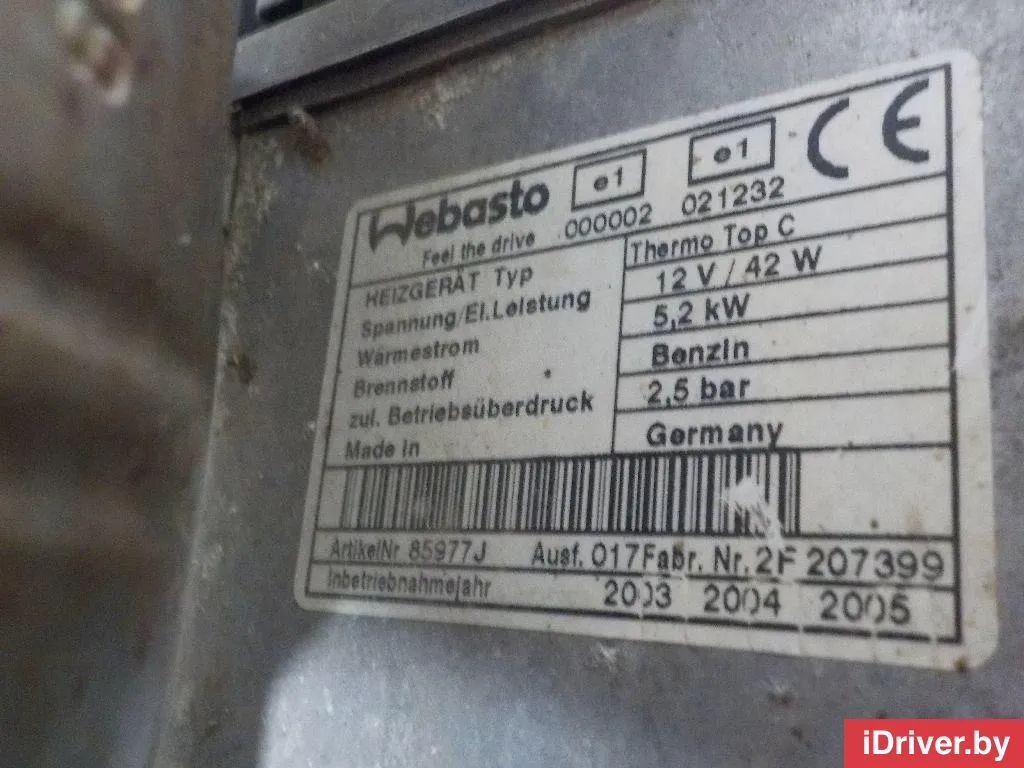 Webasto e1 e1 CE
Feel the drive 000002 021232
HEIZGERÄT Typ Thermo Top C
Spannung/El.Leistung 12 V / 42 W
Wärmestrom 5,2 kW
Brennstoff Benzin
zul. Betriebsüberdruck 2,5 bar
Made in Germany
ArtikelNr 85977J Ausf. 017 Fabr. Nr. 2F 207399
Inbetriebnahmejahr 2003 2004 2005
iDriver.by